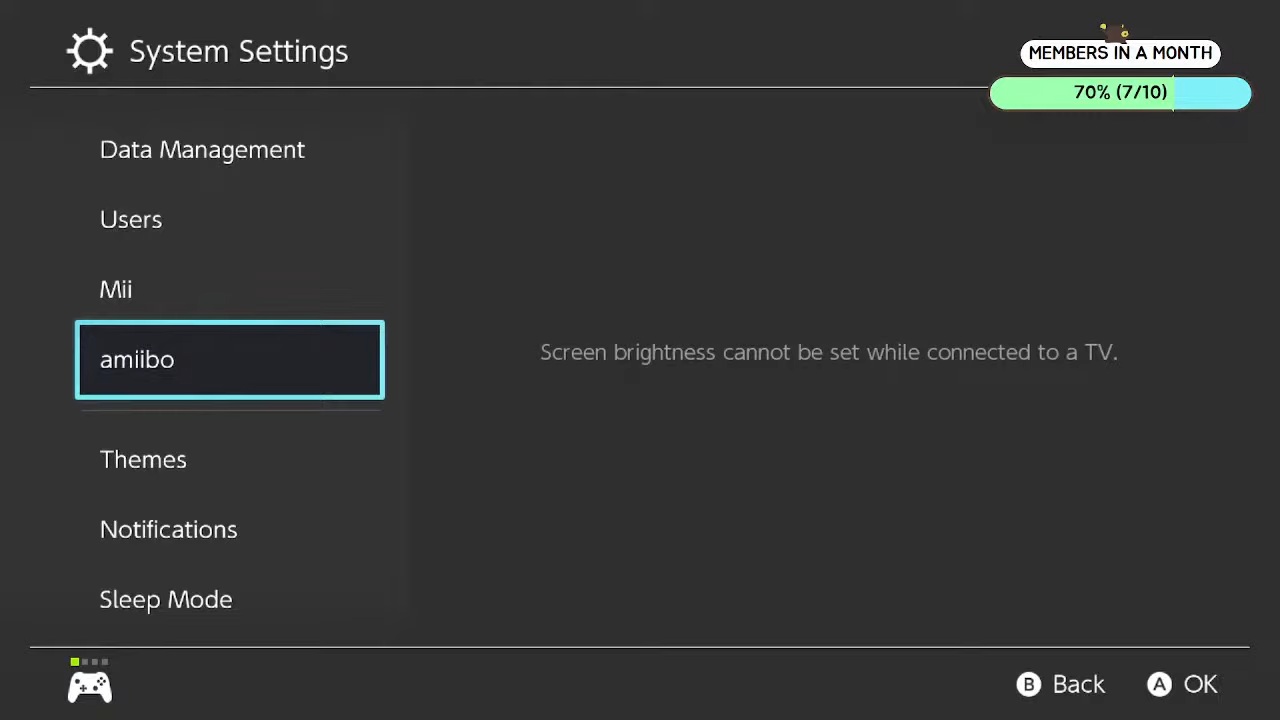 System Settings
MEMBERS IN A MONTH
70% (7/10)
Data Management
Users
Mii
amiibo
Screen brightness cannot be set while connected to a TV.
Themes
Notifications
Sleep Mode
B Back
A OK